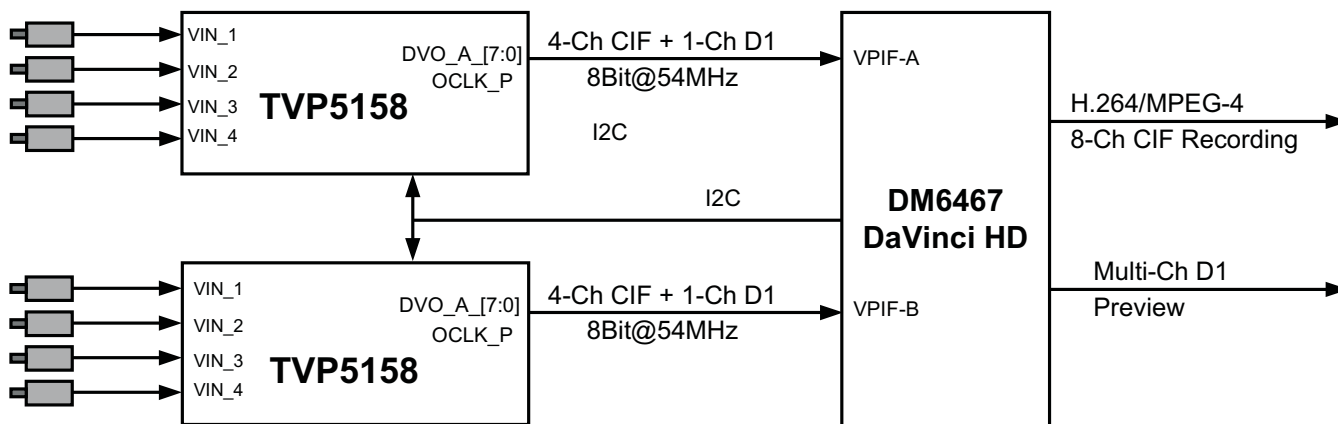 VIN_1
VIN_2
VIN_3
VIN_4
DVO_A_[7:0]
OCLK_P
TVP5158
4-Ch CIF + 1-Ch D1
8Bit@54MHz
I2C
VPIF-A
H.264/MPEG-4
8-Ch CIF Recording
I2C
DM6467
DaVinci HD
VIN_1
VIN_2
VIN_3
VIN_4
DVO_A_[7:0]
OCLK_P
TVP5158
4-Ch CIF + 1-Ch D1
8Bit@54MHz
VPIF-B
Multi-Ch D1
Preview